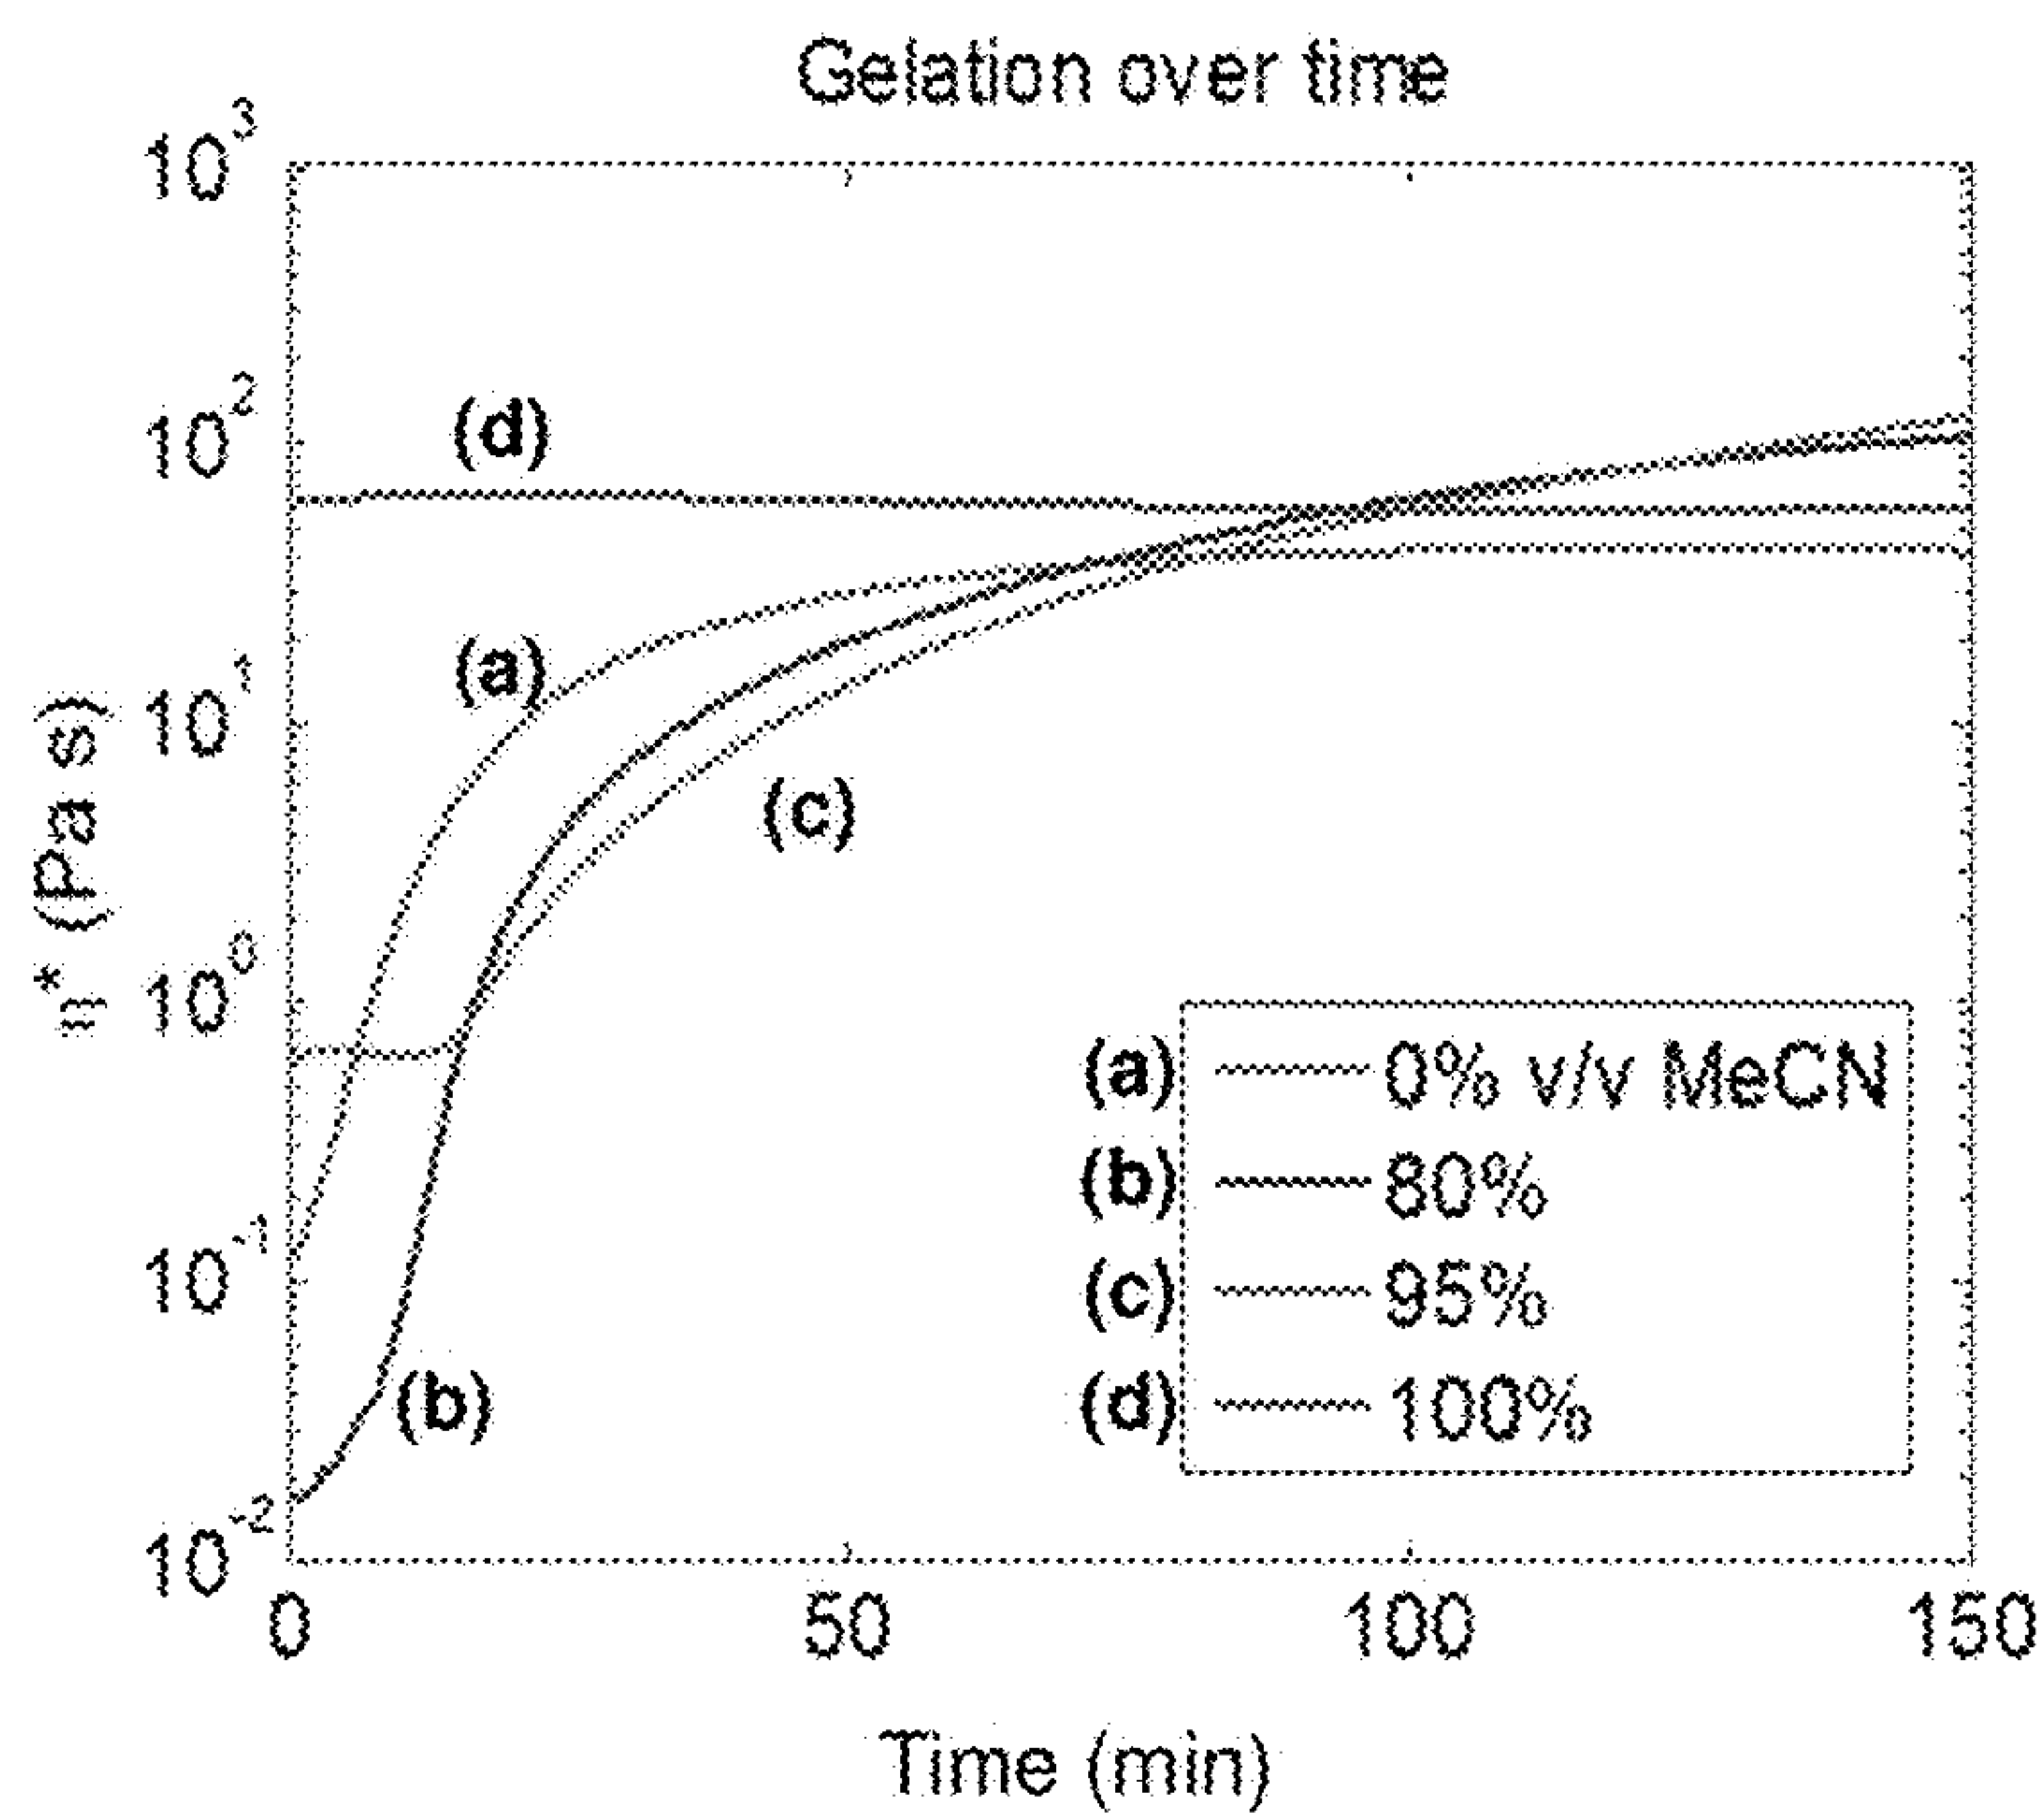 Gelation over time
10^3
10^2
(d)
(a)
10^1
(c)
η* (Pa s)
10^0
(a) 0% v/v MeCN
(b) 80%
(c) 95%
(d) 100%
10^-1
(b)
10^-2
0 50 100 150
Time (min)